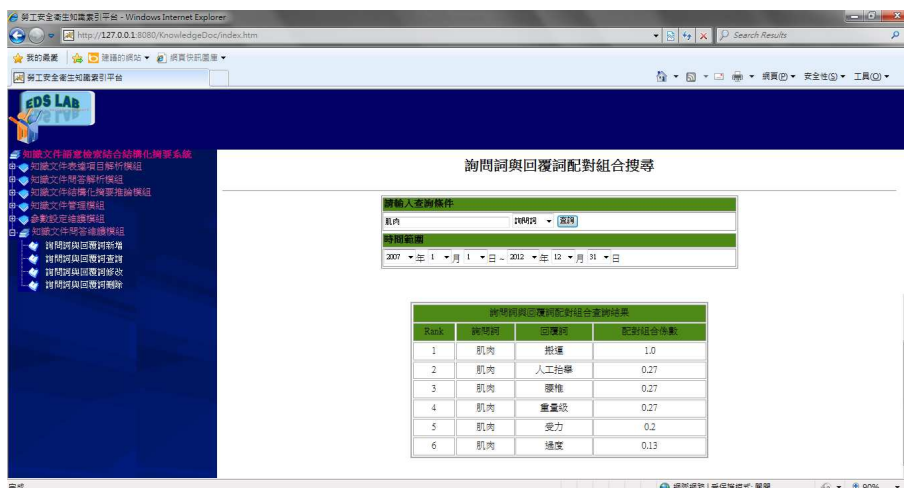 勞工安全衛生知識索引平台 - Windows Internet Explorer
http://127.0.0.1:8080/KnowledgeDoc/index.htm
Search Results
我的最愛 建議的網站 網頁快訊圖庫
勞工安全衛生知識索引平台
網頁(P) 安全性(S) 工具(O)
EDS LAB
知識文件語意檢索結合結構化摘要系統
知識文件表達項目解析模組
知識文件問答解析模組
知識文件結構化摘要推論模組
知識文件管理模組
參數設定維護模組
知識文件問答維護模組
詢問詞與回覆詞新增
詢問詞與回覆詞查詢
詢問詞與回覆詞修改
詢問詞與回覆詞刪除
詢問詞與回覆詞配對組合搜尋
請輸入查詢條件
肌肉 詢問詞 查詢
時間範圍
2007 年 1 月 1 日 ~ 2012 年 12 月 31 日
詢問詞與回覆詞配對組合查詢結果
Rank 詢問詞 回覆詞 配對組合係數
1 肌肉 搬運 1.0
2 肌肉 人工抬舉 0.27
3 肌肉 腰椎 0.27
4 肌肉 重量級 0.27
5 肌肉 受力 0.2
6 肌肉 過度 0.13
完成
90%